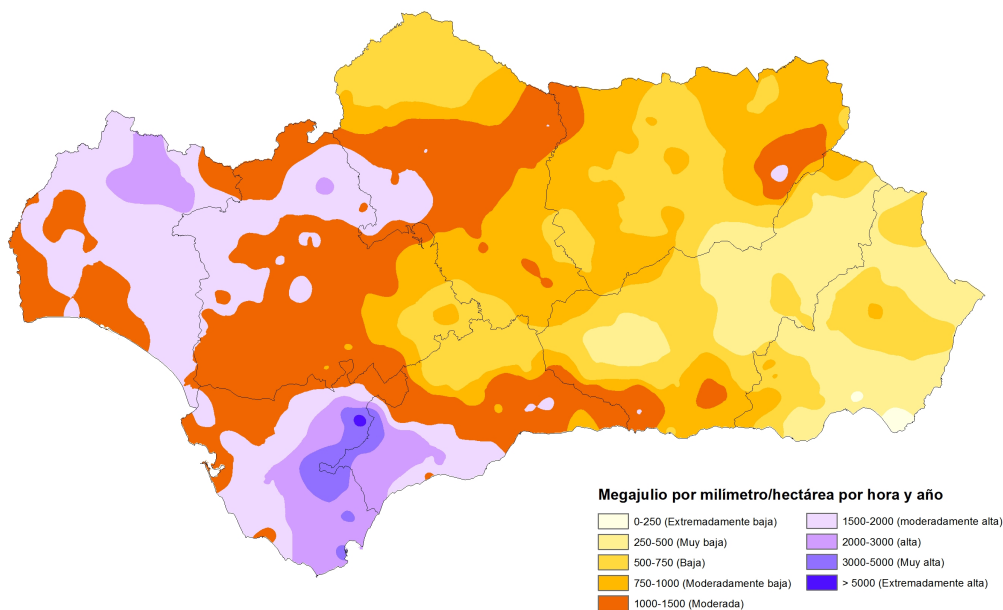 Megajulio por milímetro/hectárea por hora y año
0-250 (Extremadamente baja)
250-500 (Muy baja)
500-750 (Baja)
750-1000 (Moderadamente baja)
1000-1500 (Moderada)
1500-2000 (moderadamente alta)
2000-3000 (alta)
3000-5000 (Muy alta)
> 5000 (Extremadamente alta)